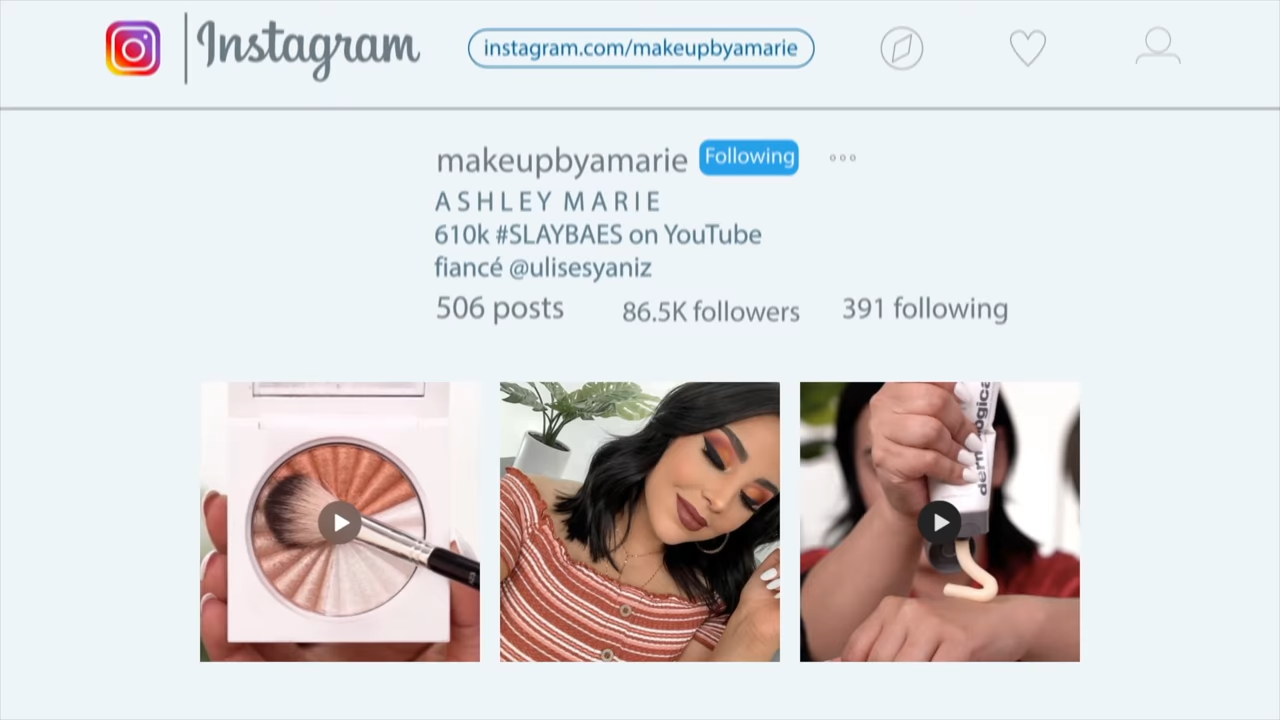 Instagram
instagram.com/makeupbyamarie
makeupbyamarie Following
ASHLEY MARIE
610k #SLAYBAES on YouTube
fiancé @ulisesyaniz
506 posts 86.5K followers 391 following